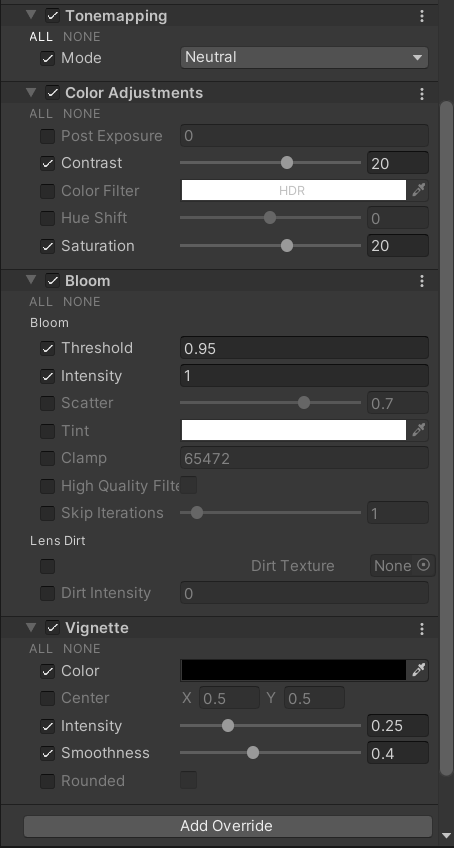 Tonemapping
ALL NONE
Mode Neutral
Color Adjustments
ALL NONE
Post Exposure 0
Contrast 20
Color Filter HDR
Hue Shift 0
Saturation 20
Bloom
ALL NONE
Bloom
Threshold 0.95
Intensity 1
Scatter 0.7
Tint
Clamp 65472
High Quality Filte
Skip Iterations 1
Lens Dirt
Dirt Texture None
Dirt Intensity 0
Vignette
ALL NONE
Color
Center X 0.5 Y 0.5
Intensity 0.25
Smoothness 0.4
Rounded
Add Override